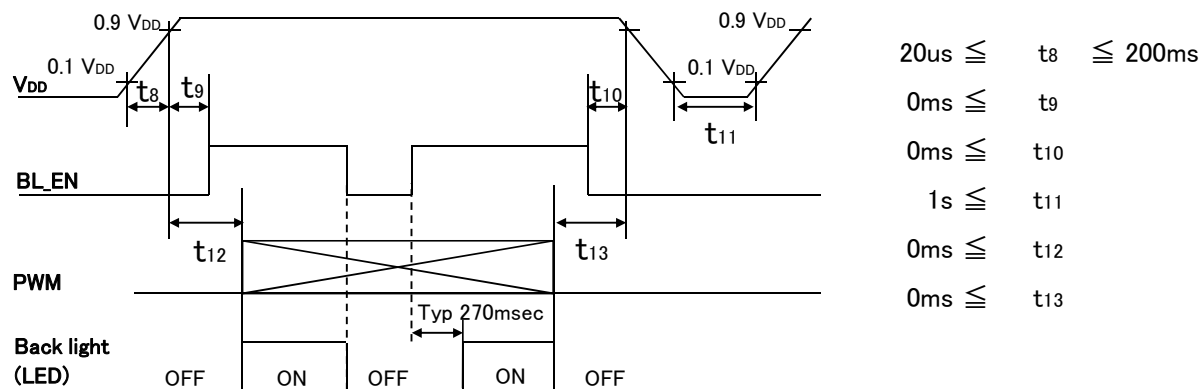 0.9 VDD
0.1 VDD
VDD
t8
t9
t10
0.1 VDD
0.9 VDD
t11
BL_EN
t12
t13
PWM
Typ 270msec
Back light
(LED)
OFF ON OFF ON OFF
20us ≦ t8 ≦ 200ms
0ms ≦ t9
0ms ≦ t10
1s ≦ t11
0ms ≦ t12
0ms ≦ t13